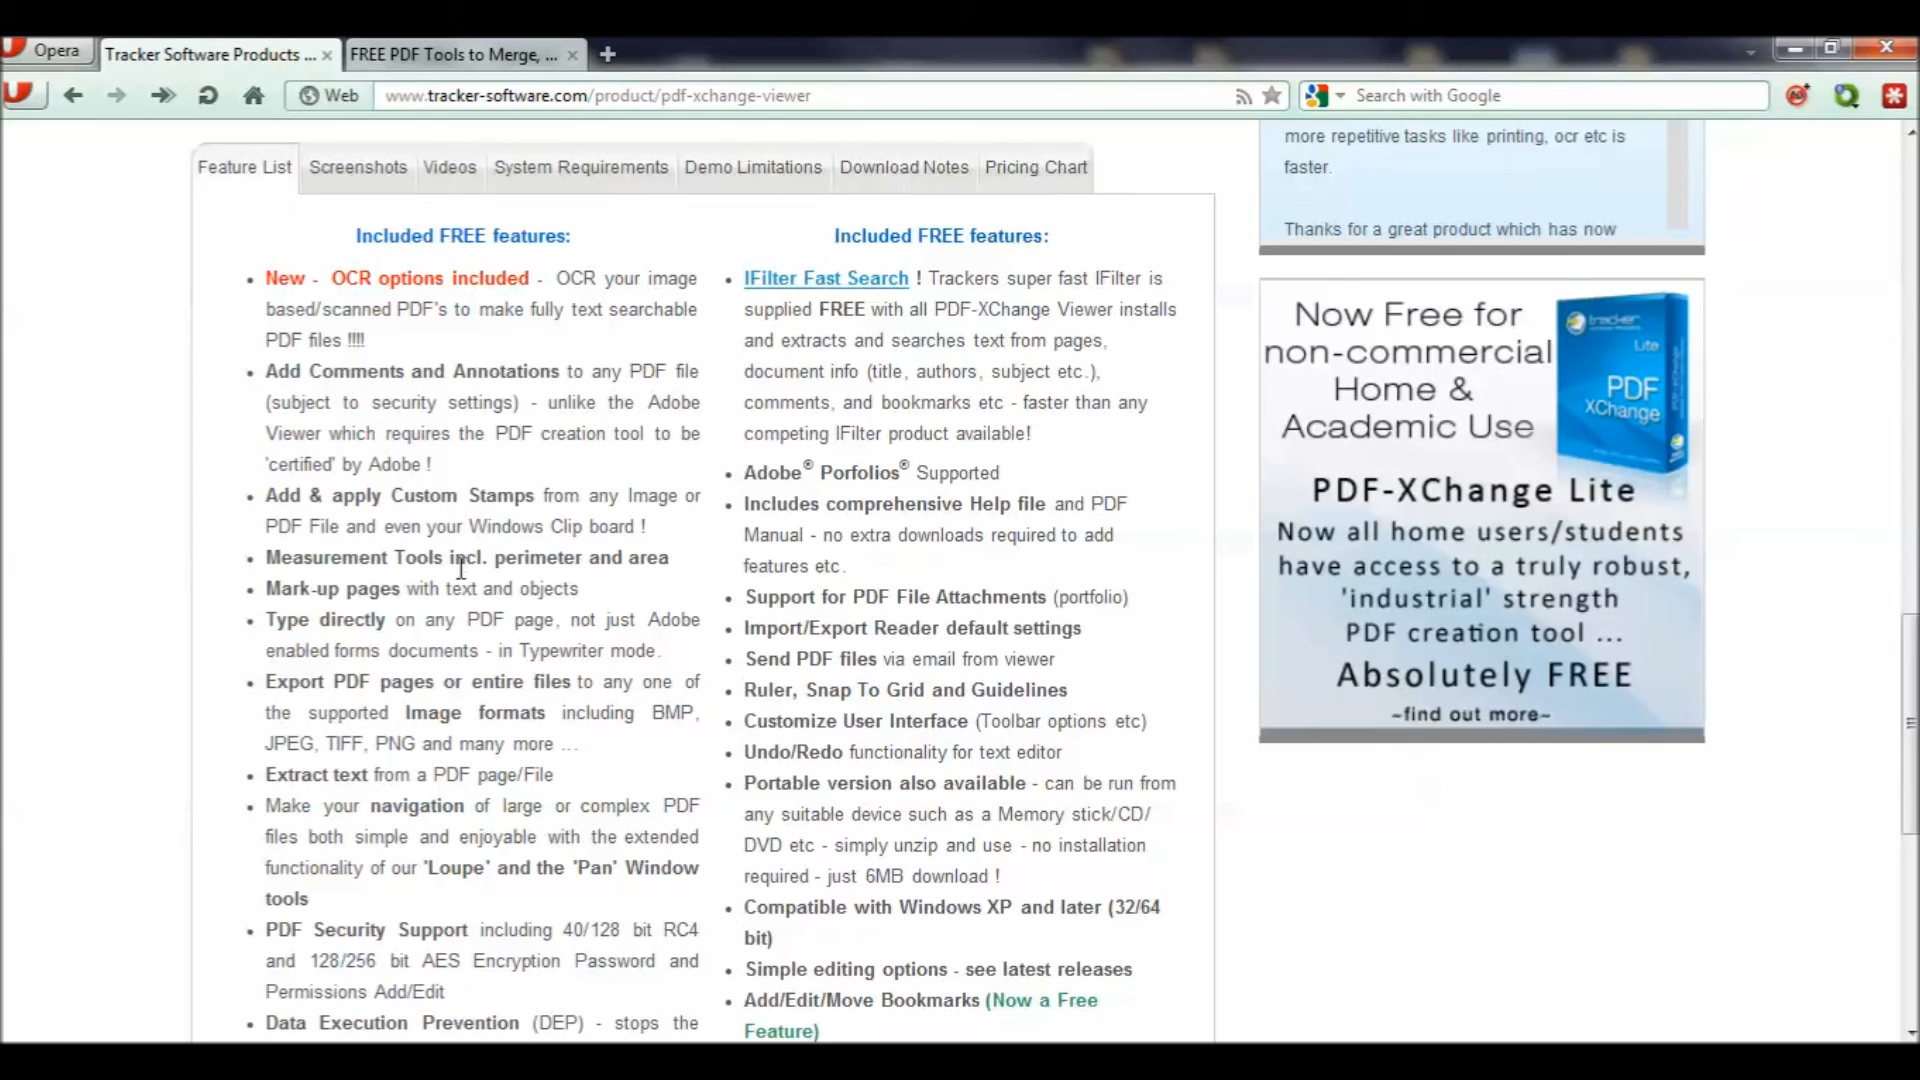 Opera
Tracker Software Products ...
FREE PDF Tools to Merge, ...
Web
www.tracker-software.com/product/pdf-xchange-viewer
Search with Google
Feature List
Screenshots
Videos
System Requirements
Demo Limitations
Download Notes
Pricing Chart
Included FREE features:
New - OCR options included - OCR your image
based/scanned PDF's to make fully text searchable
PDF files !!!!
Add Comments and Annotations to any PDF file
(subject to security settings) - unlike the Adobe
Viewer which requires the PDF creation tool to be
'certified' by Adobe !
Add & apply Custom Stamps from any Image or
PDF File and even your Windows Clip board !
Measurement Tools incl. perimeter and area
Mark-up pages with text and objects
Type directly on any PDF page, not just Adobe
enabled forms documents - in Typewriter mode.
Export PDF pages or entire files to any one of
the supported Image formats including BMP,
JPEG, TIFF, PNG and many more ...
Extract text from a PDF page/File
Make your navigation of large or complex PDF
files both simple and enjoyable with the extended
functionality of our 'Loupe' and the 'Pan' Window
tools
PDF Security Support including 40/128 bit RC4
and 128/256 bit AES Encryption Password and
Permissions Add/Edit
Data Execution Prevention (DEP) - stops the
Included FREE features:
IFilter Fast Search ! Trackers super fast IFilter is
supplied FREE with all PDF-XChange Viewer installs
and extracts and searches text from pages,
document info (title, authors, subject etc.),
comments, and bookmarks etc - faster than any
competing IFilter product available!
Adobe® Porfolios® Supported
Includes comprehensive Help file and PDF
Manual - no extra downloads required to add
features etc.
Support for PDF File Attachments (portfolio)
Import/Export Reader default settings
Send PDF files via email from viewer
Ruler, Snap To Grid and Guidelines
Customize User Interface (Toolbar options etc)
Undo/Redo functionality for text editor
Portable version also available - can be run from
any suitable device such as a Memory stick/CD/
DVD etc - simply unzip and use - no installation
required - just 6MB download !
Compatible with Windows XP and later (32/64
bit)
Simple editing options - see latest releases
Add/Edit/Move Bookmarks (Now a Free
Feature)
more repetitive tasks like printing, ocr etc is
faster.
Thanks for a great product which has now
Now Free for
non-commercial
Home &
Academic Use
tracker
Lite
PDF
XChange
PDF-XChange Lite
Now all home users/students
have access to a truly robust,
'industrial' strength
PDF creation tool ...
Absolutely FREE
~find out more~